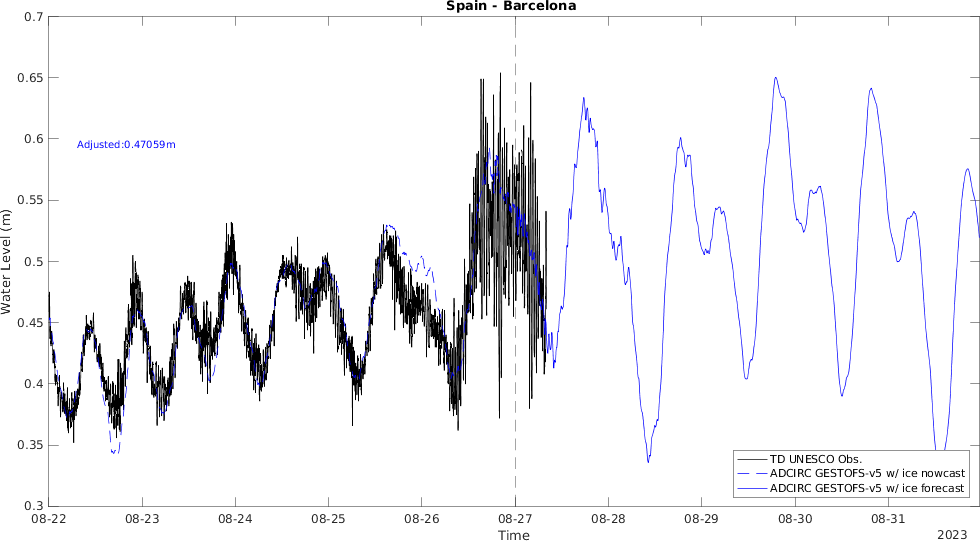 Spain - Barcelona
0.7
0.65
0.6
Adjusted:0.47059m
0.55
0.5
Water Level (m)
0.45
0.4
0.35
0.3
TD UNESCO Obs.
ADCIRC GESTOFS-v5 w/ ice nowcast
ADCIRC GESTOFS-v5 w/ ice forecast
08-22 08-23 08-24 08-25 08-26 08-27 08-28 08-29 08-30 08-31
Time
2023